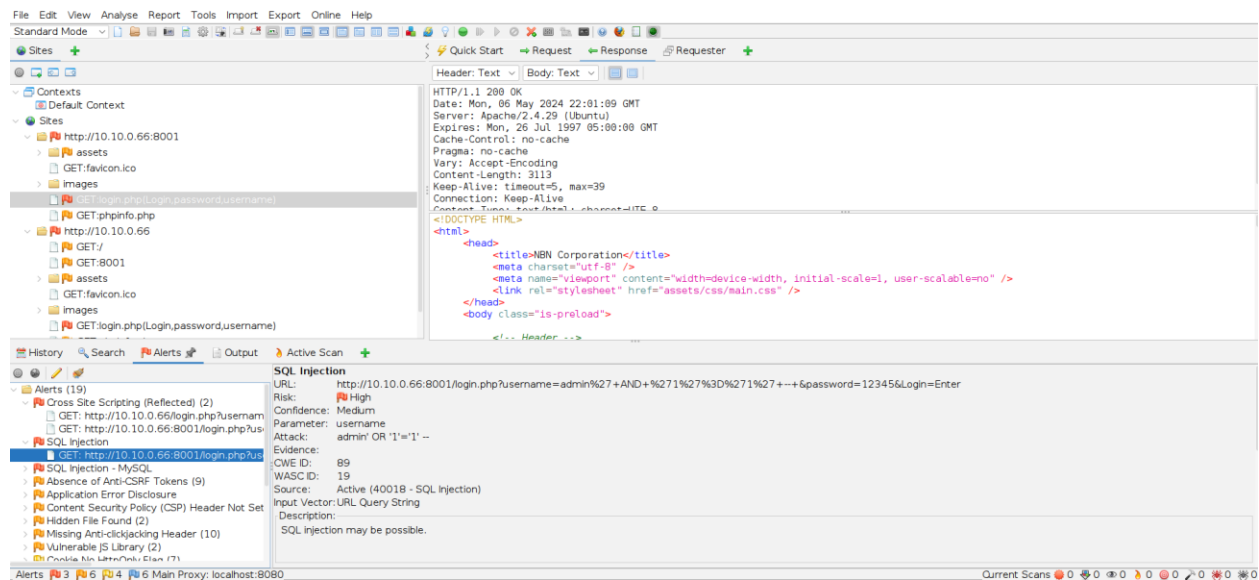 File Edit View Analyse Report Tools Import Export Online Help
Standard Mode
Sites
Quick Start Request Response Requester
Header: Text Body: Text
Contexts
Default Context
Sites
http://10.10.0.66:8001
assets
GET:favicon.ico
images
GET:login.php(Login,password,username)
GET:phpinfo.php
http://10.10.0.66
GET:/
GET:8001
assets
GET:favicon.ico
images
GET:login.php(Login,password,username)
HTTP/1.1 200 OK
Date: Mon, 06 May 2024 22:01:09 GMT
Server: Apache/2.4.29 (Ubuntu)
Expires: Mon, 26 Jul 1997 05:00:00 GMT
Cache-Control: no-cache
Pragma: no-cache
Vary: Accept-Encoding
Content-Length: 3113
Keep-Alive: timeout=5, max=39
Connection: Keep-Alive
Content-Type: text/html; charset=UTF-8
<!DOCTYPE HTML>
<html>
<head>
<title>NBN Corporation</title>
<meta charset="utf-8" />
<meta name="viewport" content="width=device-width, initial-scale=1, user-scalable=no" />
<link rel="stylesheet" href="assets/css/main.css" />
</head>
<body class="is-preload">
<!-- Header -->
History Search Alerts Output Active Scan
Alerts (19)
Cross Site Scripting (Reflected) (2)
GET: http://10.10.0.66/login.php?usernam
GET: http://10.10.0.66:8001/login.php?us
SQL Injection
GET: http://10.10.0.66:8001/login.php?us
SQL Injection - MySQL
Absence of Anti-CSRF Tokens (9)
Application Error Disclosure
Content Security Policy (CSP) Header Not Set
Hidden File Found (2)
Missing Anti-clickjacking Header (10)
Vulnerable JS Library (2)
Cookie No HttpOnly Flag (7)
SQL Injection
URL: http://10.10.0.66:8001/login.php?username=admin%27+AND+%271%27%3D%271%27+--+&password=12345&Login=Enter
Risk: High
Confidence: Medium
Parameter: username
Attack: admin' OR '1'='1' --
Evidence:
CWE ID: 89
WASC ID: 19
Source: Active (40018 - SQL Injection)
Input Vector: URL Query String
Description:
SQL injection may be possible.
Alerts 3 6 4 6 Main Proxy: localhost:8080
Current Scans 0 0 0 0 0 0 0 0